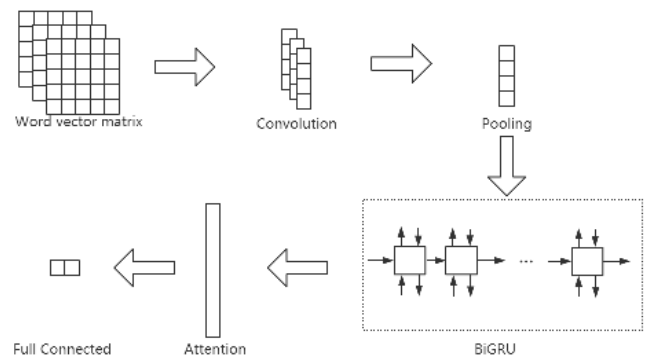 Word vector matrix
Convolution
Pooling
...
Full Connected
Attention
BiGRU